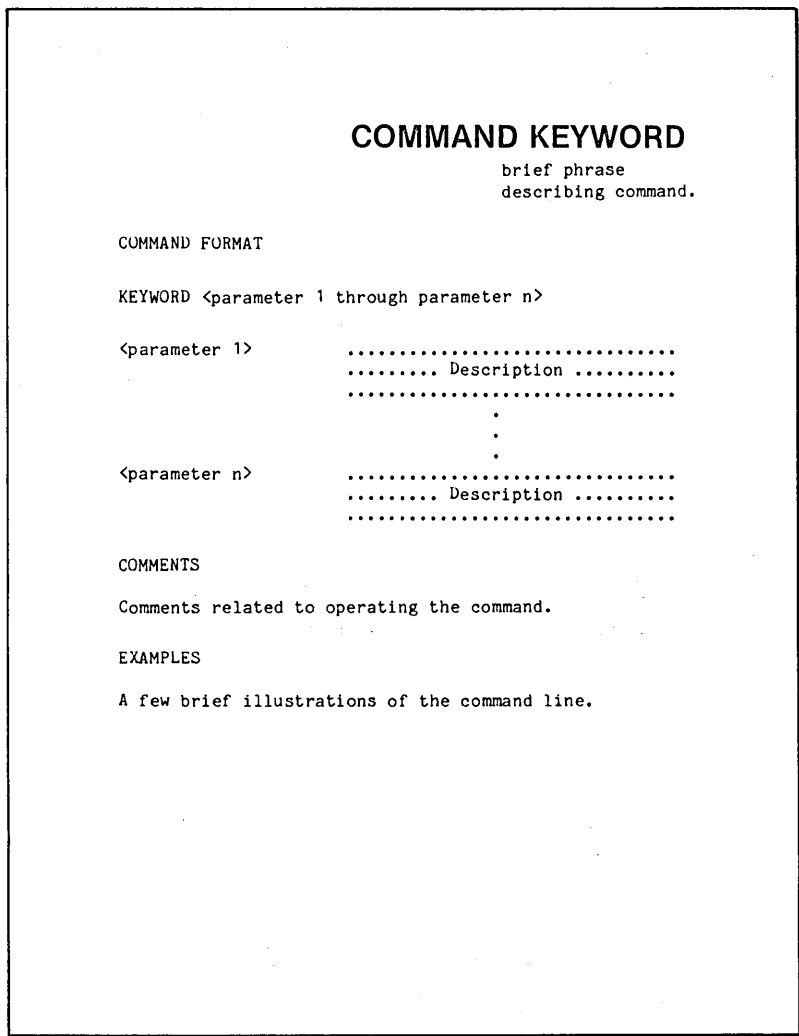 COMMAND KEYWORD
brief phrase
describing command.
COMMAND FORMAT
KEYWORD <parameter 1 through parameter n>
<parameter 1> ................................
......... Description ..........
................................
.
.
.
<parameter n> ................................
......... Description ..........
................................
COMMENTS
Comments related to operating the command.
EXAMPLES
A few brief illustrations of the command line.